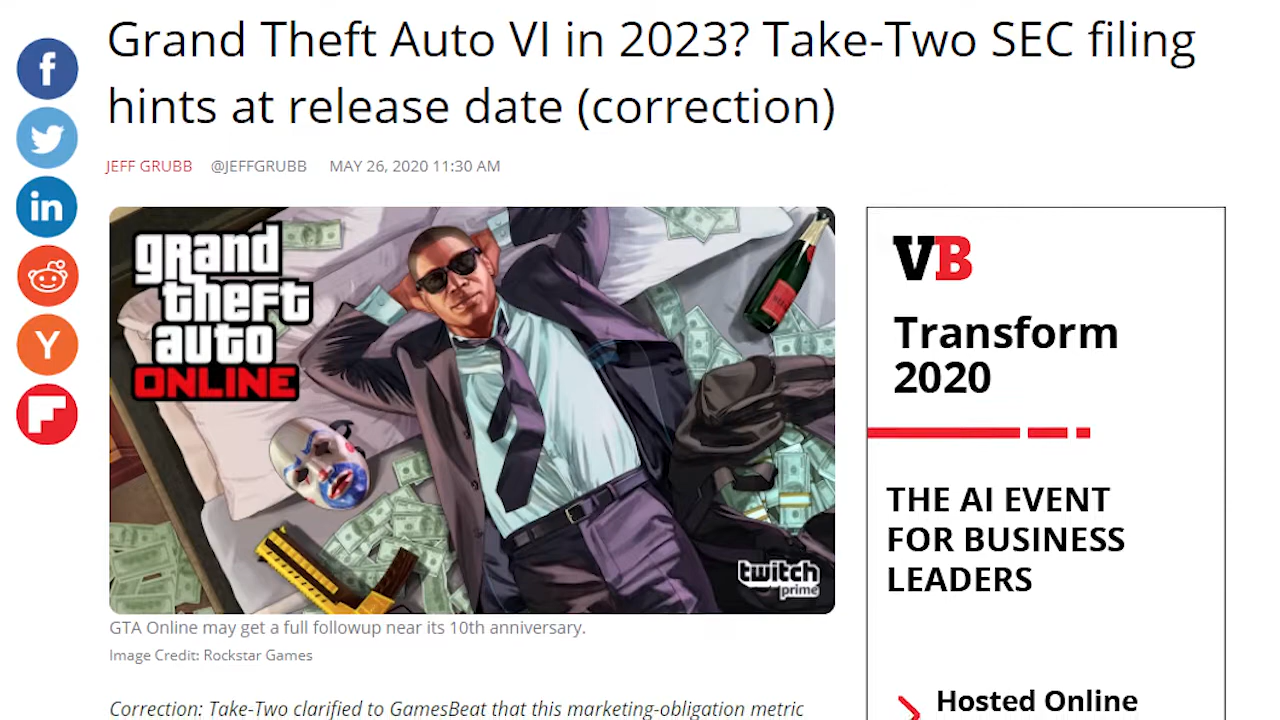 Grand Theft Auto VI in 2023? Take-Two SEC filing
hints at release date (correction)
JEFF GRUBB @JEFFGRUBB MAY 26, 2020 11:30 AM
grand
theft
auto
ONLINE
twitch
prime
GTA Online may get a full followup near its 10th anniversary.
Image Credit: Rockstar Games
Correction: Take-Two clarified to GamesBeat that this marketing-obligation metric
VB
Transform
2020
THE AI EVENT
FOR BUSINESS
LEADERS
Hosted Online
f
in
Y